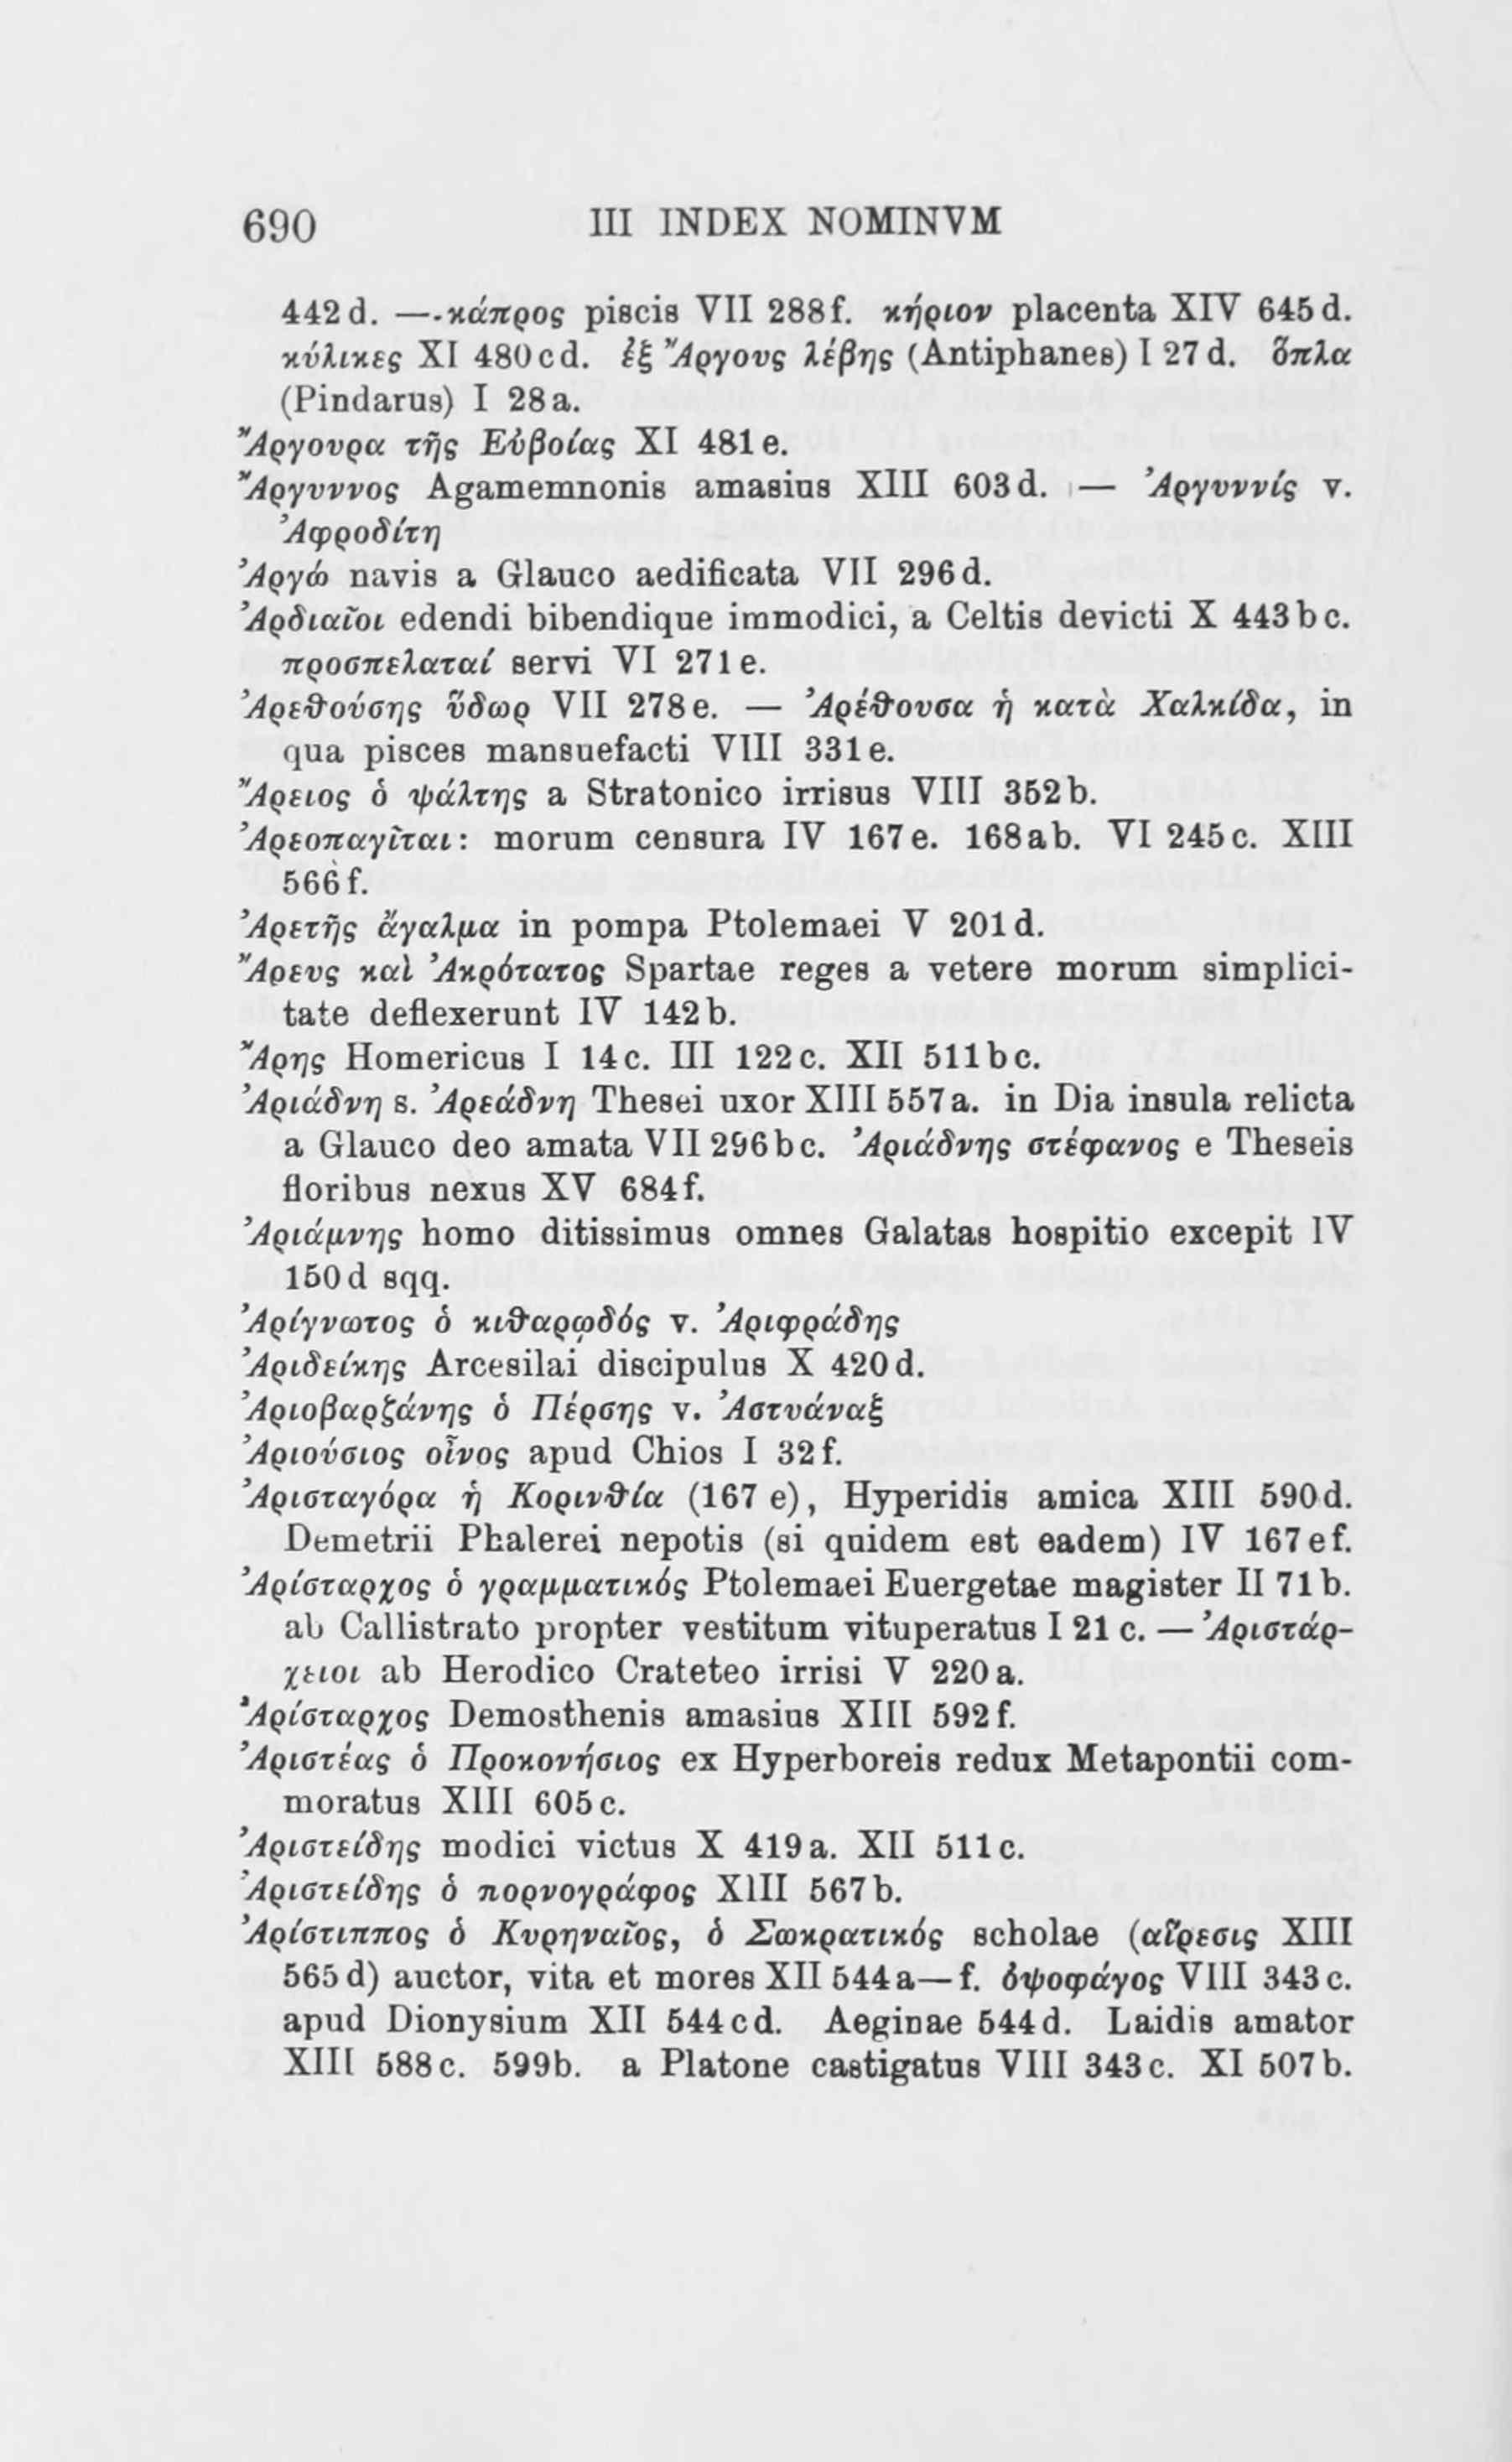 690 III INDEX NOMINVM
442 d. —. κάπρος piscis VII 288 f. κήριον placenta XIV 645 d.
κύλικες XI 480 c d. ἐξ Ἄργους λέβης (Antiphanes) I 27 d. ὅπλα
(Pindarus) I 28 a.
Ἄργουρα τῆς Εὐβοίας XI 481 e.
Ἄργυννος Agamemnonis amasius XIII 603 d. — Ἀργυννίς v.
Ἀφροδίτη
Ἀργώ navis a Glauco aedificata VII 296 d.
Ἀρδιαῖοι edendi bibendique immodici, a Celtis devicti X 443 b c.
προσπελαταί servi VI 271 e.
Ἀρεθούσης ὕδωρ VII 278 e. — Ἀρέθουσα ἡ κατὰ Χαλκίδα, in
qua pisces mansuefacti VIII 331 e.
Ἄρειος ὁ ψάλτης a Stratonico irrisus VIII 352 b.
Ἀρεοπαγῖται: morum censura IV 167 e. 168 a b. VI 245 c. XIII
566 f.
Ἀρετῆς ἄγαλμα in pompa Ptolemaei V 201 d.
Ἄρευς καὶ Ἀκρότατος Spartae reges a vetere morum simplici-
tate deflexerunt IV 142 b.
Ἄρης Homericus I 14 c. III 122 c. XII 511 b c.
Ἀριάδνη s. Ἀρεάδνη Thesei uxor XIII 557 a. in Dia insula relicta
a Glauco deo amata VII 296 b c. Ἀριάδνης στέφανος e Theseis
floribus nexus XV 684 f.
Ἀριάμνης homo ditissimus omnes Galatas hospitio excepit IV
150 d sqq.
Ἀρίγνωτος ὁ κιθαρῳδός v. Ἀριφράδης
Ἀριδείκης Arcesilai discipulus X 420 d.
Ἀριοβαρζάνης ὁ Πέρσης v. Ἀστυάναξ
Ἀριούσιος οἶνος apud Chios I 32 f.
Ἀρισταγόρα ἡ Κορινθία (167 e), Hyperidis amica XIII 590 d.
Demetrii Phalerei nepotis (si quidem est eadem) IV 167 e f.
Ἀρίσταρχος ὁ γραμματικός Ptolemaei Euergetae magister II 71 b.
ab Callistrato propter vestitum vituperatus I 21 c. — Ἀριστάρ-
χειοι ab Herodico Crateteo irrisi V 220 a.
Ἀρίσταρχος Demosthenis amasius XIII 592 f.
Ἀριστέας ὁ Προκονήσιος ex Hyperboreis redux Metapontii com-
moratus XIII 605 c.
Ἀριστείδης modici victus X 419 a. XII 511 c.
Ἀριστείδης ὁ πορνογράφος XIII 567 b.
Ἀρίστιππος ὁ Κυρηναῖος, ὁ Σωκρατικός scholae (αἵρεσις XIII
565 d) auctor, vita et mores XII 544 a—f. ὀψοφάγος VIII 343 c.
apud Dionysium XII 544 c d. Aeginae 544 d. Laidis amator
XIII 588 c. 599 b. a Platone castigatus VIII 343 c. XI 507 b.